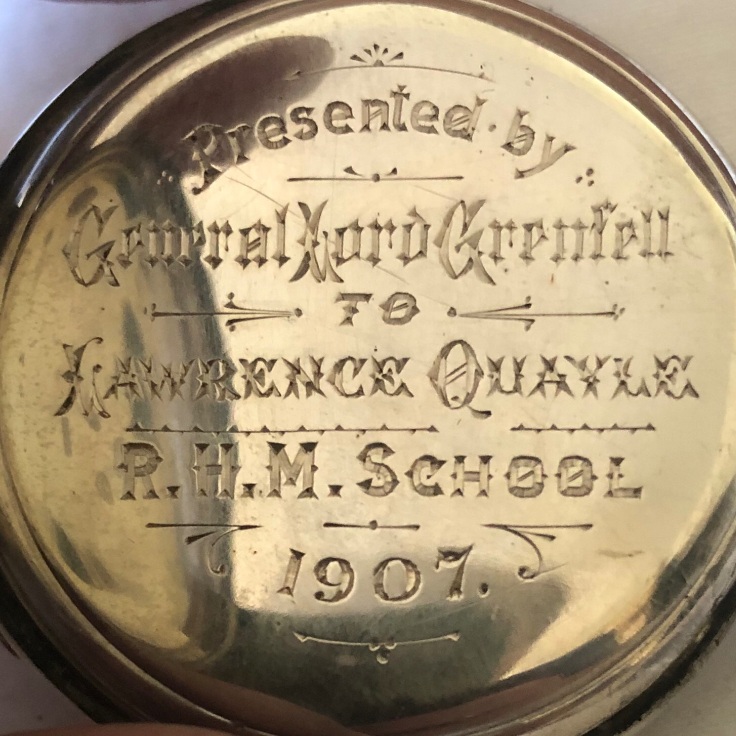 Presented by
General Lord Grenfell
TO
LAWRENCE QUAYLE
R.H.M. SCHOOL
1907.